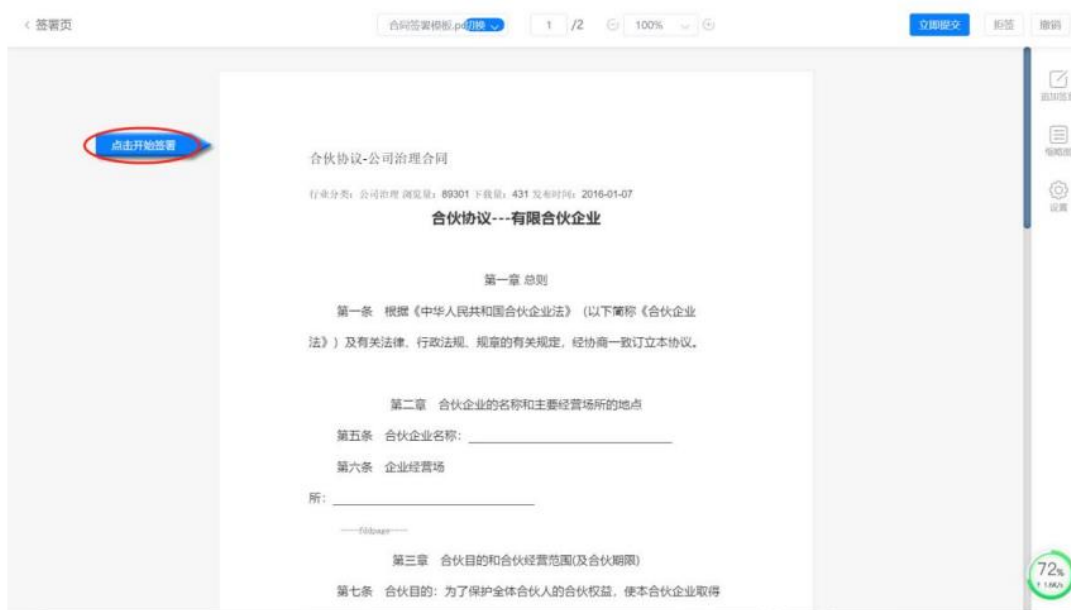 < 签署页
合同签署模板.pd切换
1 /2
100%
立即提交
拒签
撤销
追加签
缩略图
设置
点击开始签署
合伙协议-公司治理合同
行业分类：公司治理 浏览量：89301 下载量：431 发布时间：2016-01-07
合伙协议---有限合伙企业
第一章 总则
第一条 根据《中华人民共和国合伙企业法》（以下简称《合伙企业
法》）及有关法律、行政法规、规章的有关规定，经协商一致订立本协议。
第二章 合伙企业的名称和主要经营场所的地点
第五条 合伙企业名称：
第六条 企业经营场
所：
第三章 合伙目的和合伙经营范围(及合伙期限)
第七条 合伙目的：为了保护全体合伙人的合伙权益，使本合伙企业取得
72%
↑ 1.6K/s